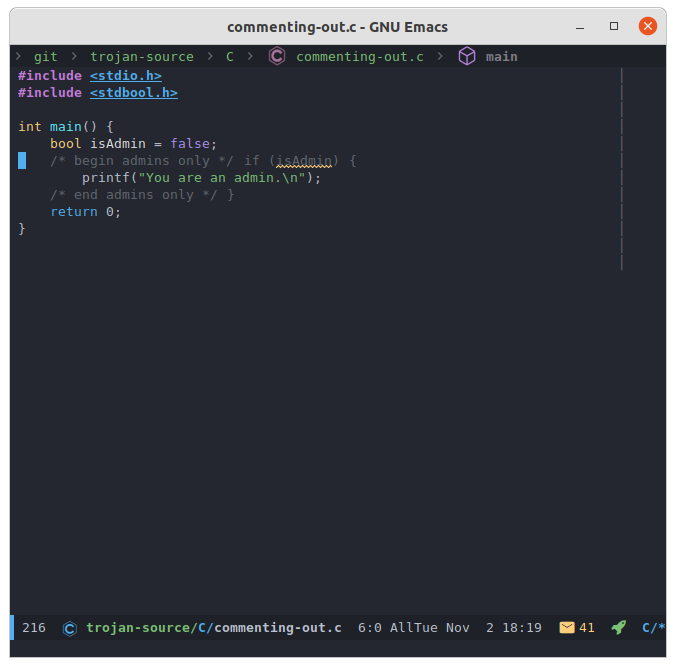 commenting-out.c - GNU Emacs
> git > trojan-source > C > commenting-out.c > main
#include <stdio.h>
#include <stdbool.h>
int main() {
    bool isAdmin = false;
    /* begin admins only */ if (isAdmin) {
        printf("You are an admin.\n");
    /* end admins only */ }
    return 0;
}
216 trojan-source/C/commenting-out.c 6:0 AllTue Nov 2 18:19 41 C/*